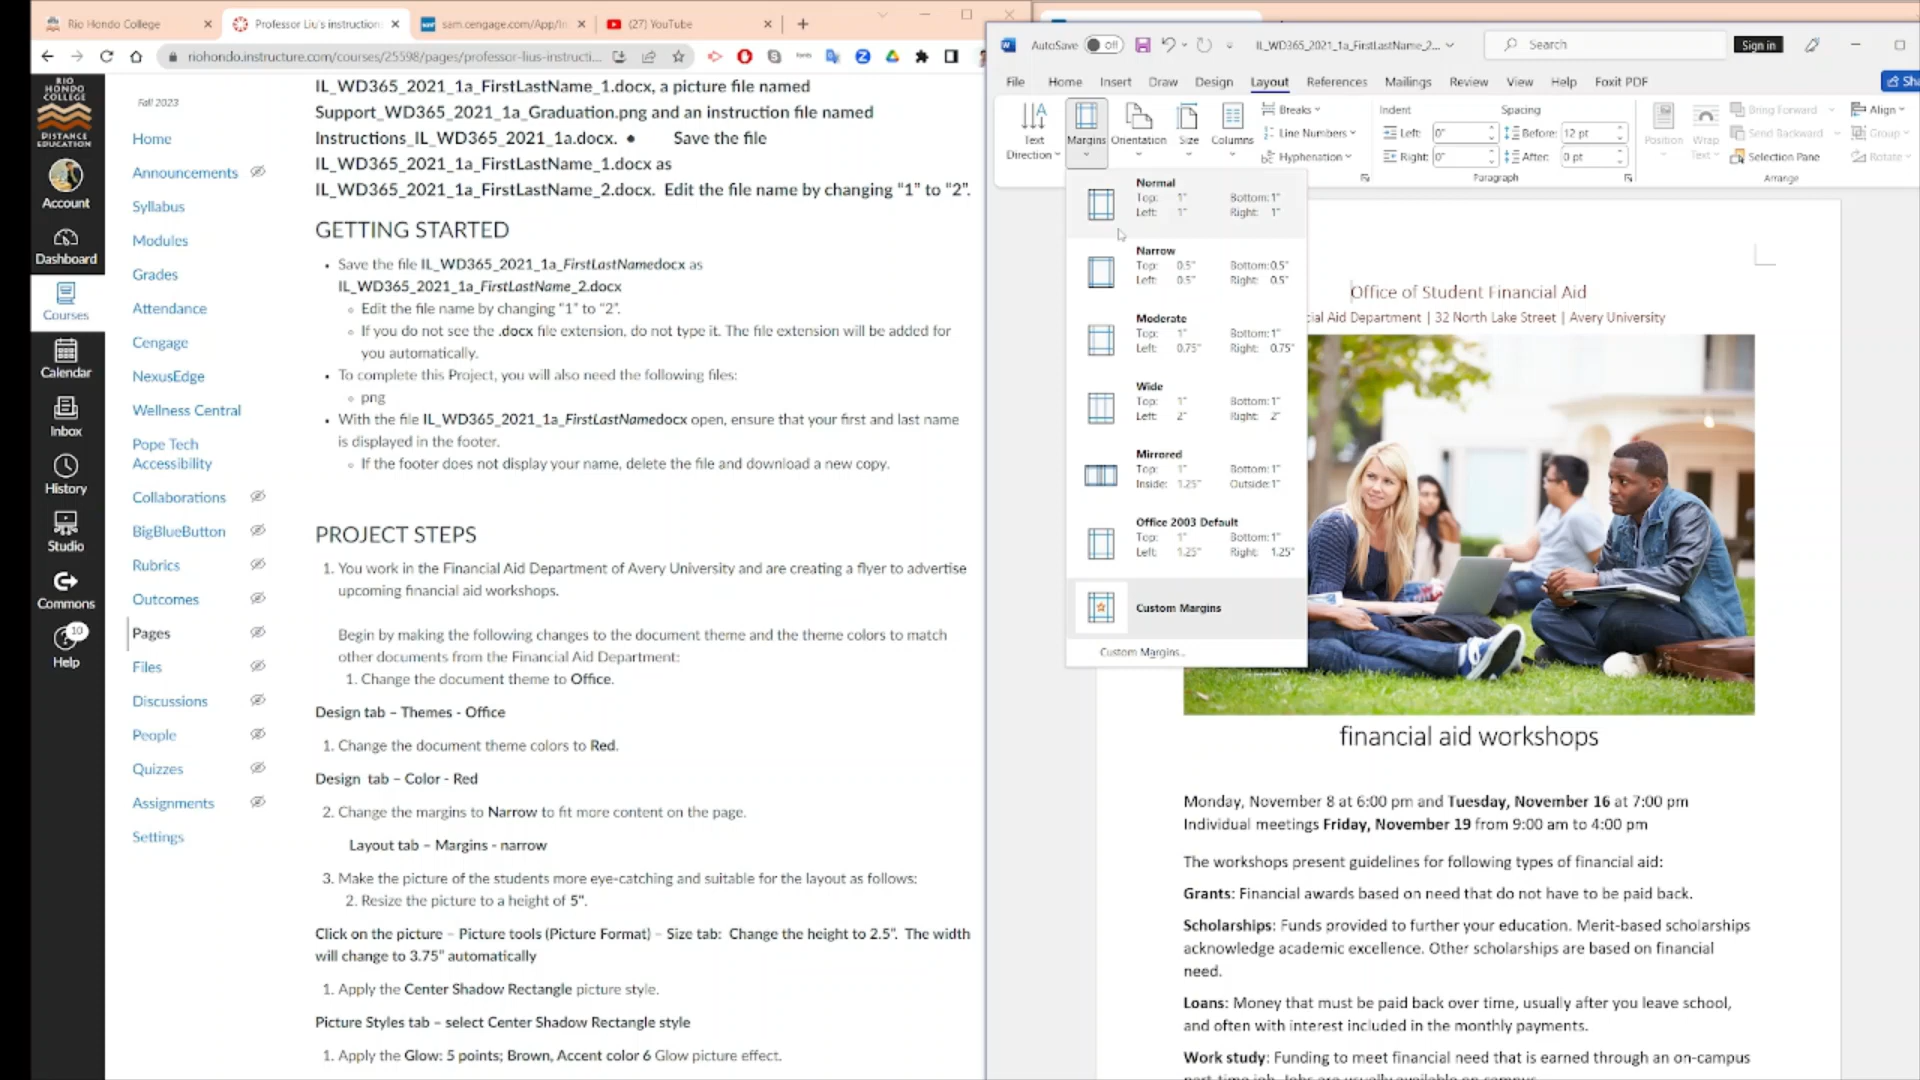 Rio Hondo College
Professor Liu's instruction
sam.cengage.com/App/In
(27) YouTube
riohondo.instructure.com/courses/25598/pages/professor-lius-instructi...
RIO
HONDO
COLLEGE
DISTANCE
EDUCATION
Account
Dashboard
Courses
Calendar
Inbox
History
Studio
Commons
10
Help
Fall 2023
Home
Announcements
Syllabus
Modules
Grades
Attendance
Cengage
NexusEdge
Wellness Central
Pope Tech
Accessibility
Collaborations
BigBlueButton
Rubrics
Outcomes
Pages
Files
Discussions
People
Quizzes
Assignments
Settings
IL_WD365_2021_1a_FirstLastName_1.docx, a picture file named
Support_WD365_2021_1a_Graduation.png and an instruction file named
Instructions_IL_WD365_2021_1a.docx. • Save the file
IL_WD365_2021_1a_FirstLastName_1.docx as
IL_WD365_2021_1a_FirstLastName_2.docx. Edit the file name by changing “1” to “2”.
GETTING STARTED
• Save the file IL_WD365_2021_1a_FirstLastNamedocx as
IL_WD365_2021_1a_FirstLastName_2.docx
◦ Edit the file name by changing “1” to “2”.
◦ If you do not see the .docx file extension, do not type it. The file extension will be added for
you automatically.
• To complete this Project, you will also need the following files:
◦ png
• With the file IL_WD365_2021_1a_FirstLastNamedocx open, ensure that your first and last name
is displayed in the footer.
◦ If the footer does not display your name, delete the file and download a new copy.
PROJECT STEPS
1. You work in the Financial Aid Department of Avery University and are creating a flyer to advertise
upcoming financial aid workshops.
Begin by making the following changes to the document theme and the theme colors to match
other documents from the Financial Aid Department:
1. Change the document theme to Office.
Design tab – Themes - Office
1. Change the document theme colors to Red.
Design tab – Color - Red
2. Change the margins to Narrow to fit more content on the page.
Layout tab – Margins - narrow
3. Make the picture of the students more eye-catching and suitable for the layout as follows:
2. Resize the picture to a height of 5".
Click on the picture – Picture tools (Picture Format) – Size tab: Change the height to 2.5". The width
will change to 3.75" automatically
1. Apply the Center Shadow Rectangle picture style.
Picture Styles tab – select Center Shadow Rectangle style
1. Apply the Glow: 5 points; Brown, Accent color 6 Glow picture effect.
AutoSave Off
IL_WD365_2021_1a_FirstLastName_2...
Search
Sign in
File Home Insert Draw Design Layout References Mailings Review View Help Foxit PDF
Text
Direction
Margins
Orientation
Size
Columns
Breaks
Line Numbers
Hyphenation
Indent
Left: 0"
Right: 0"
Spacing
Before: 12 pt
After: 0 pt
Paragraph
Position
Wrap
Text
Bring Forward
Send Backward
Selection Pane
Align
Group
Rotate
Arrange
Normal
Top: 1" Bottom: 1"
Left: 1" Right: 1"
Narrow
Top: 0.5" Bottom: 0.5"
Left: 0.5" Right: 0.5"
Moderate
Top: 1" Bottom: 1"
Left: 0.75" Right: 0.75"
Wide
Top: 1" Bottom: 1"
Left: 2" Right: 2"
Mirrored
Top: 1" Bottom: 1"
Inside: 1.25" Outside: 1"
Office 2003 Default
Top: 1" Bottom: 1"
Left: 1.25" Right: 1.25"
Custom Margins
Custom Margins...
Office of Student Financial Aid
Aid Department | 32 North Lake Street | Avery University
financial aid workshops
Monday, November 8 at 6:00 pm and Tuesday, November 16 at 7:00 pm
Individual meetings Friday, November 19 from 9:00 am to 4:00 pm
The workshops present guidelines for following types of financial aid:
Grants: Financial awards based on need that do not have to be paid back.
Scholarships: Funds provided to further your education. Merit-based scholarships
acknowledge academic excellence. Other scholarships are based on financial
need.
Loans: Money that must be paid back over time, usually after you leave school,
and often with interest included in the monthly payments.
Work study: Funding to meet financial need that is earned through an on-campus